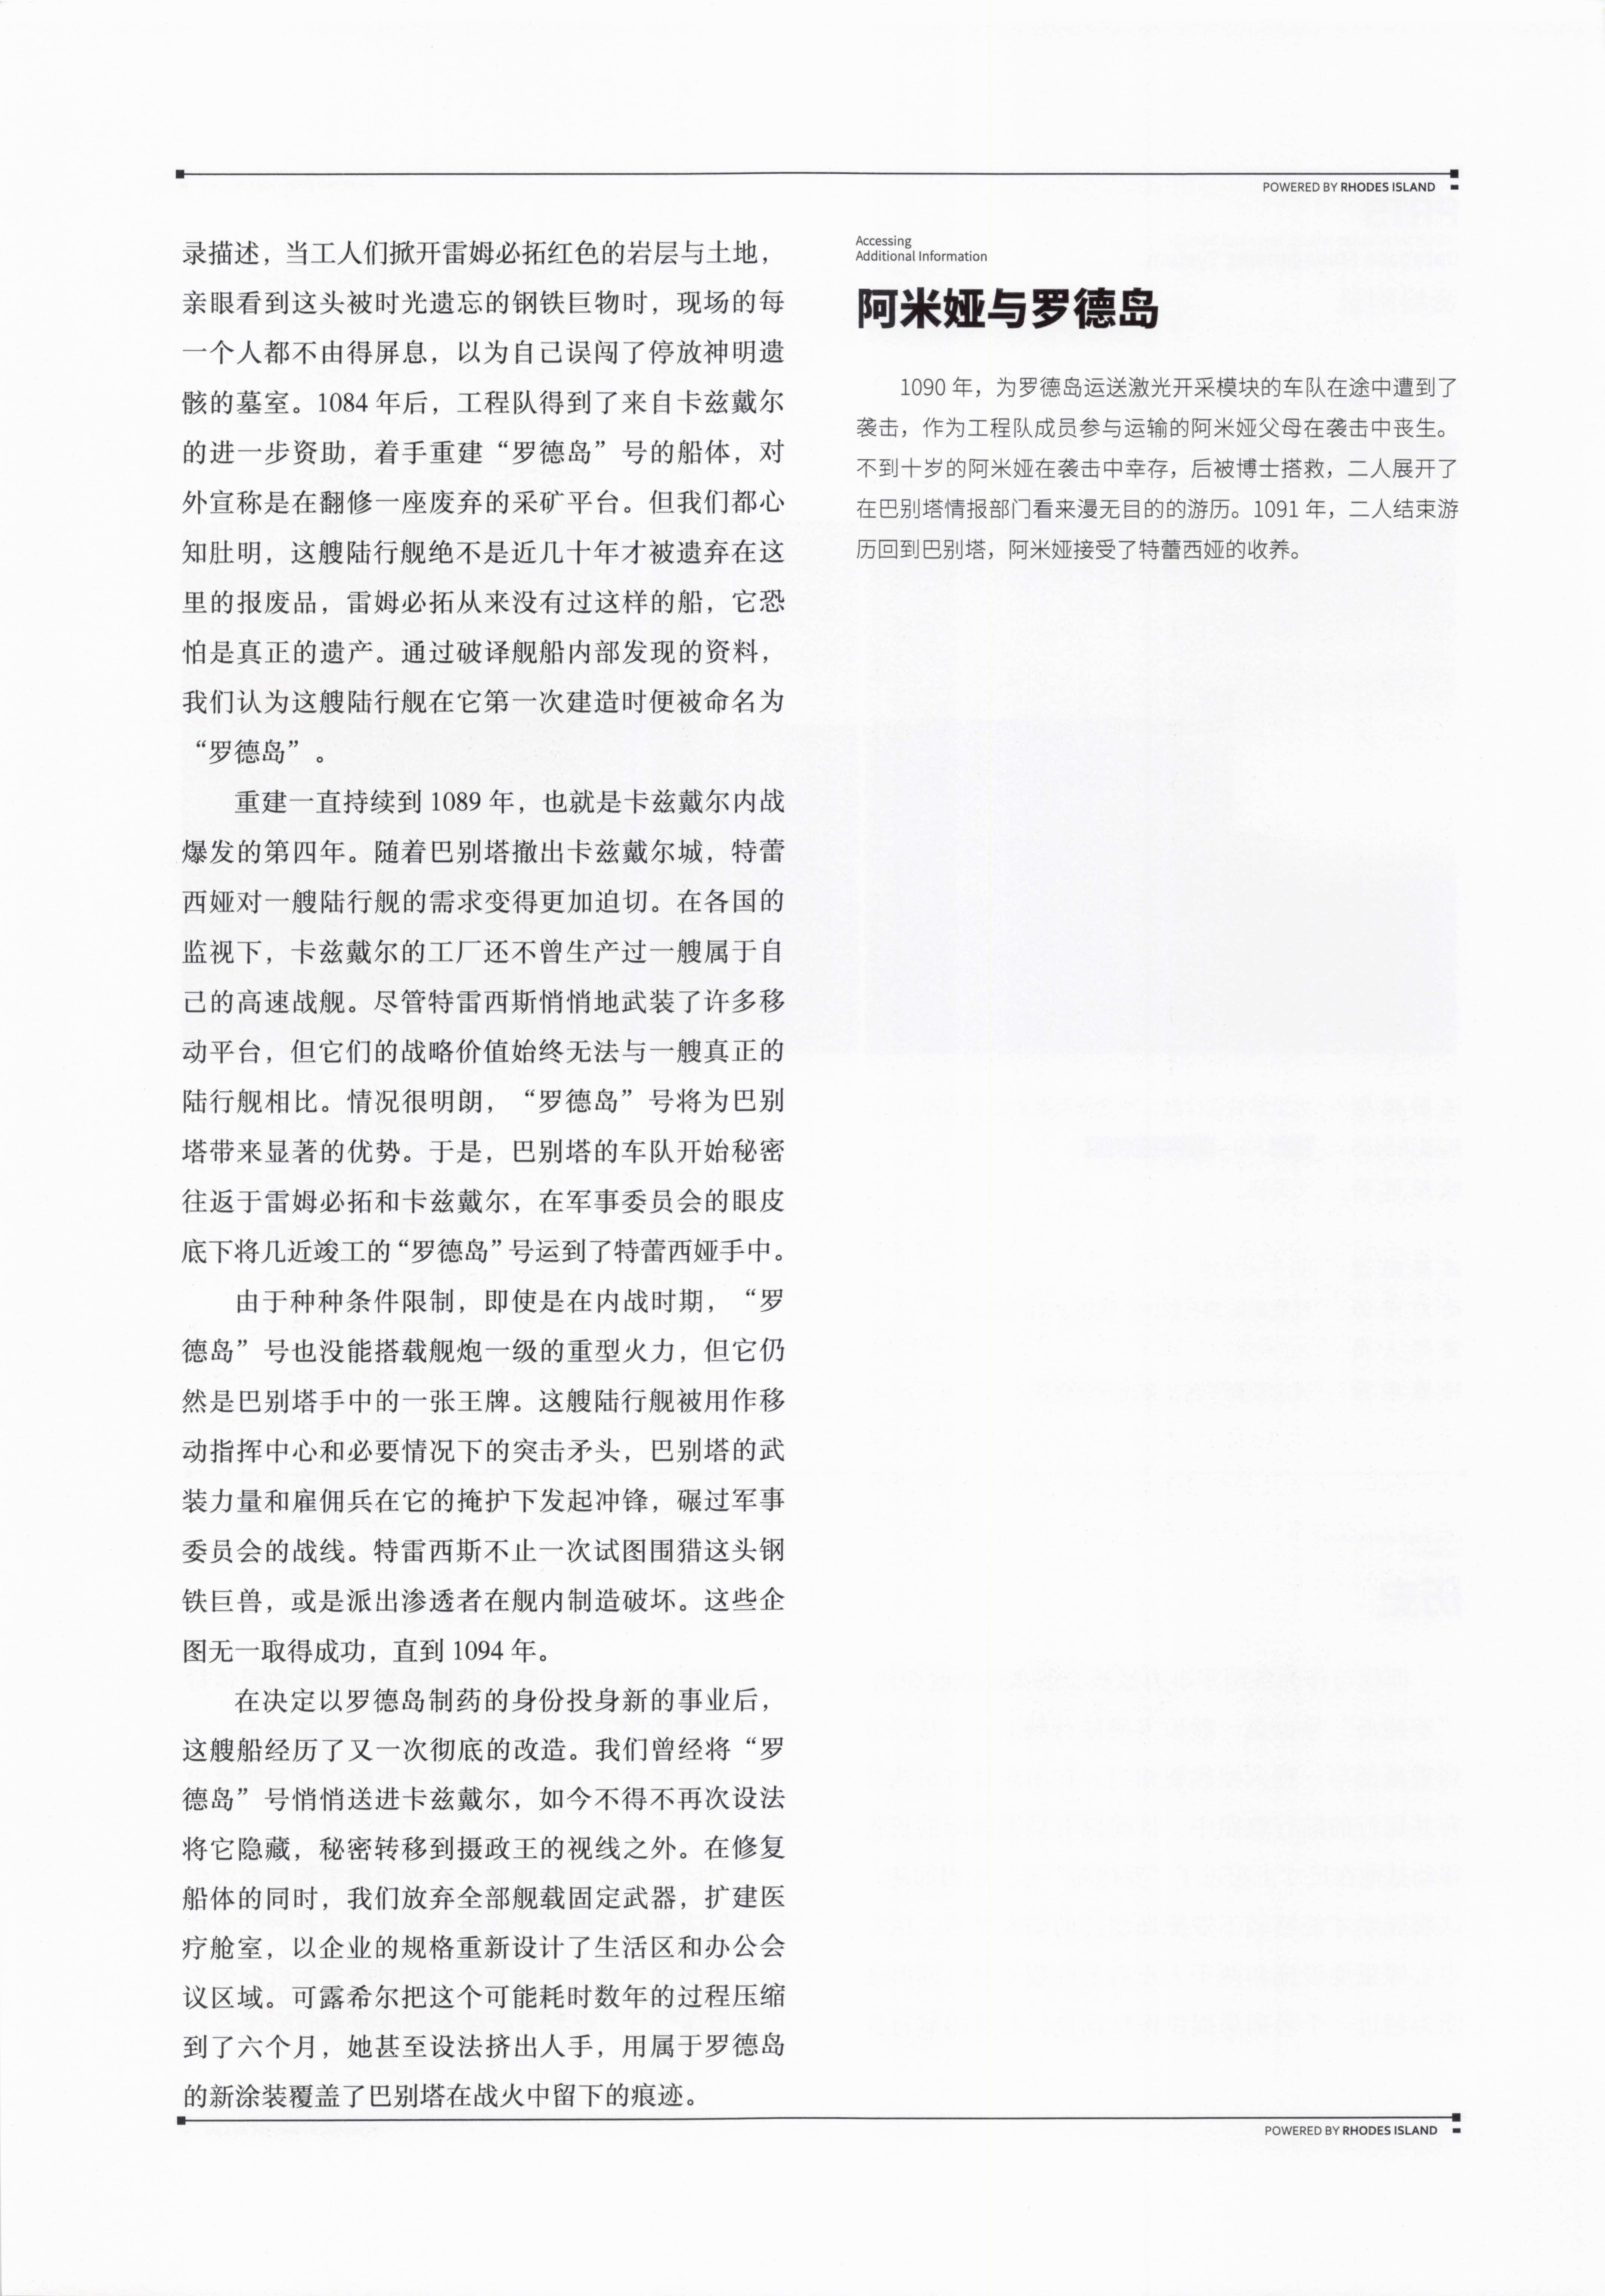 POWERED BY RHODES ISLAND
录描述，当工人们掀开雷姆必拓红色的岩层与土地，
亲眼看到这头被时光遗忘的钢铁巨物时，现场的每
一个人都不由得屏息，以为自己误闯了停放神明遗
骸的墓室。1084 年后，工程队得到了来自卡兹戴尔
的进一步资助，着手重建“罗德岛”号的船体，对
外宣称是在翻修一座废弃的采矿平台。但我们都心
知肚明，这艘陆行舰绝不是近几十年才被遗弃在这
里的报废品，雷姆必拓从来没有过这样的船，它恐
怕是真正的遗产。通过破译舰船内部发现的资料，
我们认为这艘陆行舰在它第一次建造时便被命名为
“罗德岛”。
重建一直持续到 1089 年，也就是卡兹戴尔内战
爆发的第四年。随着巴别塔撤出卡兹戴尔城，特蕾
西娅对一艘陆行舰的需求变得更加迫切。在各国的
监视下，卡兹戴尔的工厂还不曾生产过一艘属于自
己的高速战舰。尽管特雷西斯悄悄地武装了许多移
动平台，但它们的战略价值始终无法与一艘真正的
陆行舰相比。情况很明朗，“罗德岛”号将为巴别
塔带来显著的优势。于是，巴别塔的车队开始秘密
往返于雷姆必拓和卡兹戴尔，在军事委员会的眼皮
底下将几近竣工的“罗德岛”号运到了特蕾西娅手中。
由于种种条件限制，即使是在内战时期，“罗
德岛”号也没能搭载舰炮一级的重型火力，但它仍
然是巴别塔手中的一张王牌。这艘陆行舰被用作移
动指挥中心和必要情况下的突击矛头，巴别塔的武
装力量和雇佣兵在它的掩护下发起冲锋，碾过军事
委员会的战线。特雷西斯不止一次试图围猎这头钢
铁巨兽，或是派出渗透者在舰内制造破坏。这些企
图无一取得成功，直到 1094 年。
在决定以罗德岛制药的身份投身新的事业后，
这艘船经历了又一次彻底的改造。我们曾经将“罗
德岛”号悄悄送进卡兹戴尔，如今不得不再次设法
将它隐藏，秘密转移到摄政王的视线之外。在修复
船体的同时，我们放弃全部舰载固定武器，扩建医
疗舱室，以企业的规格重新设计了生活区和办公会
议区域。可露希尔把这个可能耗时数年的过程压缩
到了六个月，她甚至设法挤出人手，用属于罗德岛
的新涂装覆盖了巴别塔在战火中留下的痕迹。
Accessing
Additional Information
阿米娅与罗德岛
1090 年，为罗德岛运送激光开采模块的车队在途中遭到了
袭击，作为工程队成员参与运输的阿米娅父母在袭击中丧生。
不到十岁的阿米娅在袭击中幸存，后被博士搭救，二人展开了
在巴别塔情报部门看来漫无目的的游历。1091 年，二人结束游
历回到巴别塔，阿米娅接受了特蕾西娅的收养。
POWERED BY RHODES ISLAND